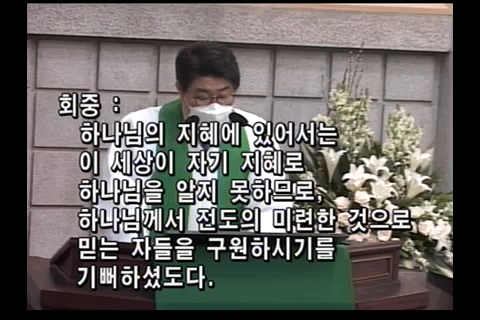 회중 :
하나님의 지혜에 있어서는
이 세상이 자기 지혜로
하나님을 알지 못하므로,
하나님께서 전도의 미련한 것으로
믿는 자들을 구원하시기를
기뻐하셨도다.